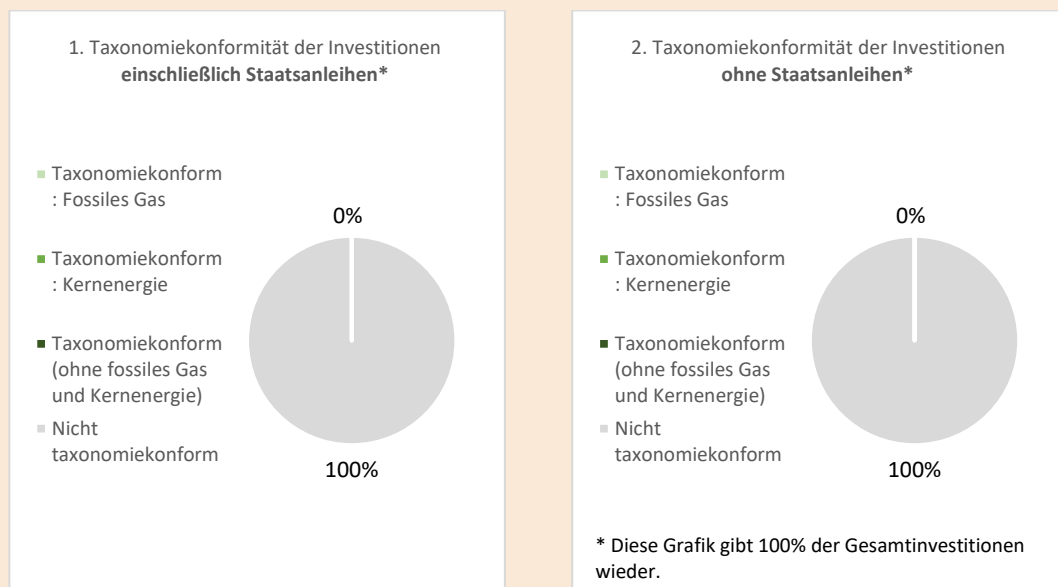 1. Taxonomiekonformität der Investitionen
einschließlich Staatsanleihen*
Taxonomiekonform
: Fossiles Gas
Taxonomiekonform
: Kernenergie
Taxonomiekonform
(ohne fossiles Gas
und Kernenergie)
Nicht
taxonomiekonform
0%
100%
2. Taxonomiekonformität der Investitionen
ohne Staatsanleihen*
Taxonomiekonform
: Fossiles Gas
Taxonomiekonform
: Kernenergie
Taxonomiekonform
(ohne fossiles Gas
und Kernenergie)
Nicht
taxonomiekonform
0%
100%
* Diese Grafik gibt 100% der Gesamtinvestitionen
wieder.